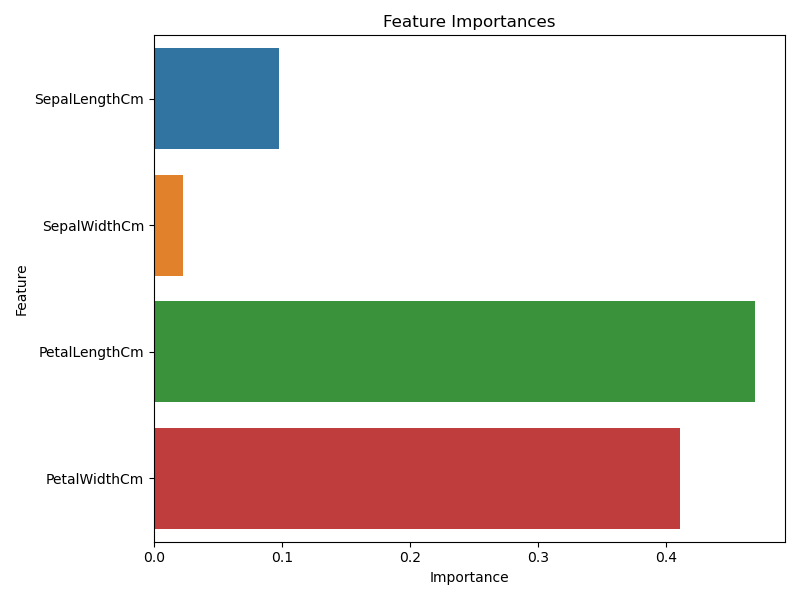 Feature Importances
SepalLengthCm
SepalWidthCm
PetalLengthCm
PetalWidthCm
Feature
0.0 0.1 0.2 0.3 0.4
Importance